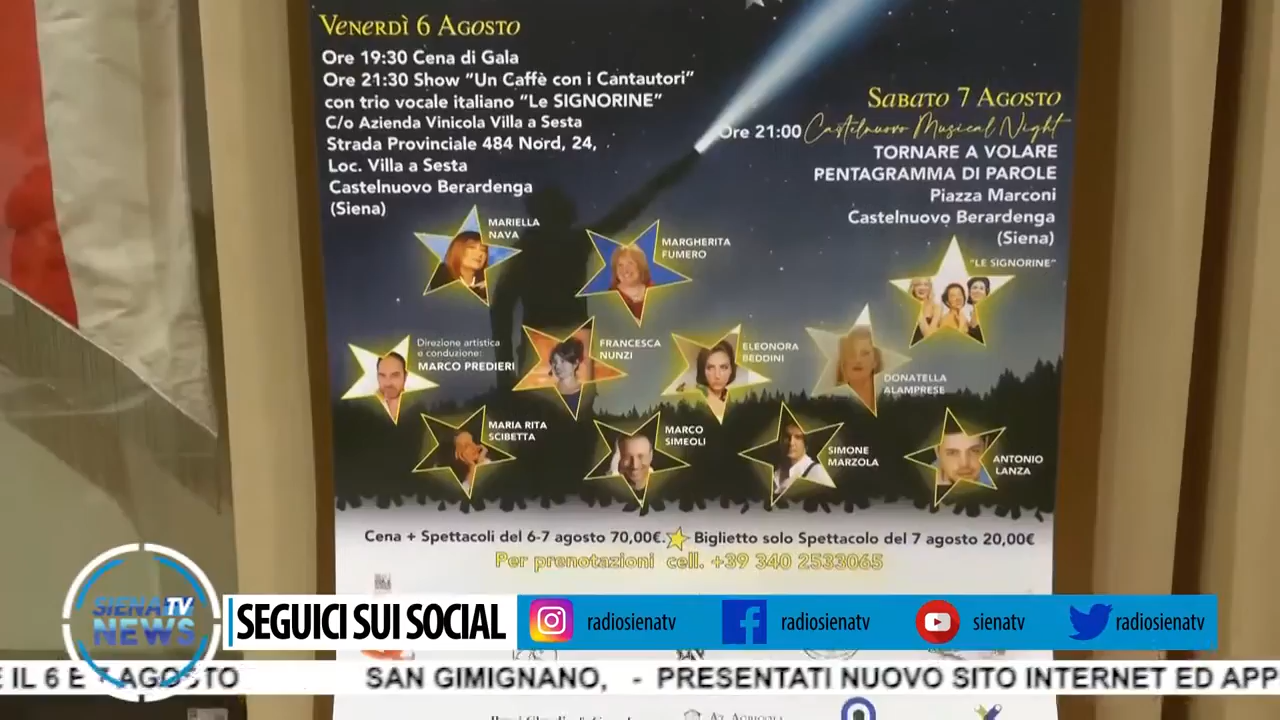 Venerdì 6 Agosto
Ore 19:30 Cena di Gala
Ore 21:30 Show "Un Caffè con i Cantautori"
con trio vocale italiano "Le SIGNORINE"
C/o Azienda Vinicola Villa a Sesta
Strada Provinciale 484 Nord, 24,
Loc. Villa a Sesta
Castelnuovo Berardenga
(Siena)
Sabato 7 Agosto
Ore 21:00 Castelnuovo Musical Night
TORNARE A VOLARE
PENTAGRAMMA DI PAROLE
Piazza Marconi
Castelnuovo Berardenga
(Siena)
MARIELLA
NAVA
MARGHERITA
FUMERO
"LE SIGNORINE"
Direzione artistica
e conduzione:
MARCO PREDIERI
FRANCESCA
NUNZI
ELEONORA
BEDDINI
DONATELLA
ALAMPRESE
MARIA RITA
SCIBETTA
MARCO
SIMEOLI
SIMONE
MARZOLA
ANTONIO
LANZA
Cena + Spettacoli del 6-7 agosto 70,00€. Biglietto solo Spettacolo del 7 agosto 20,00€
Per prenotazioni cell. +39 340 2533065
SIENA TV
NEWS
SEGUICI SUI SOCIAL
radiosienatv
radiosienatv
sienatv
radiosienatv
E IL 6 E 7 AGOSTO SAN GIMIGNANO, - PRESENTATI NUOVO SITO INTERNET ED APP
Az. Agricola